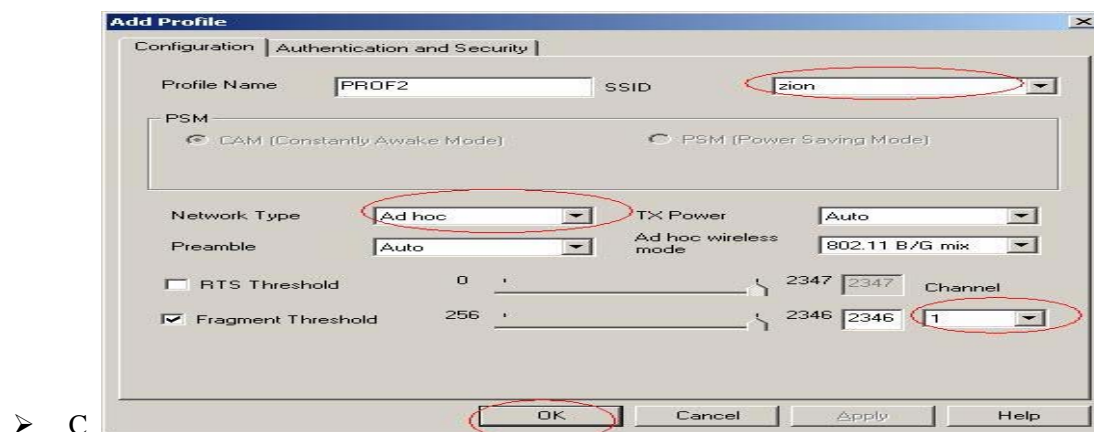 Add Profile
Configuration Authentication and Security
Profile Name PROF2 SSID zion
PSM
CAM (Constantly Awake Mode) PSM (Power Saving Mode)
Network Type Ad hoc TX Power Auto
Preamble Auto Ad hoc wireless mode 802.11 B/G mix
RTS Threshold 0 2347 2347 Channel
Fragment Threshold 256 2346 2346 1
OK Cancel Apply Help
➢ C